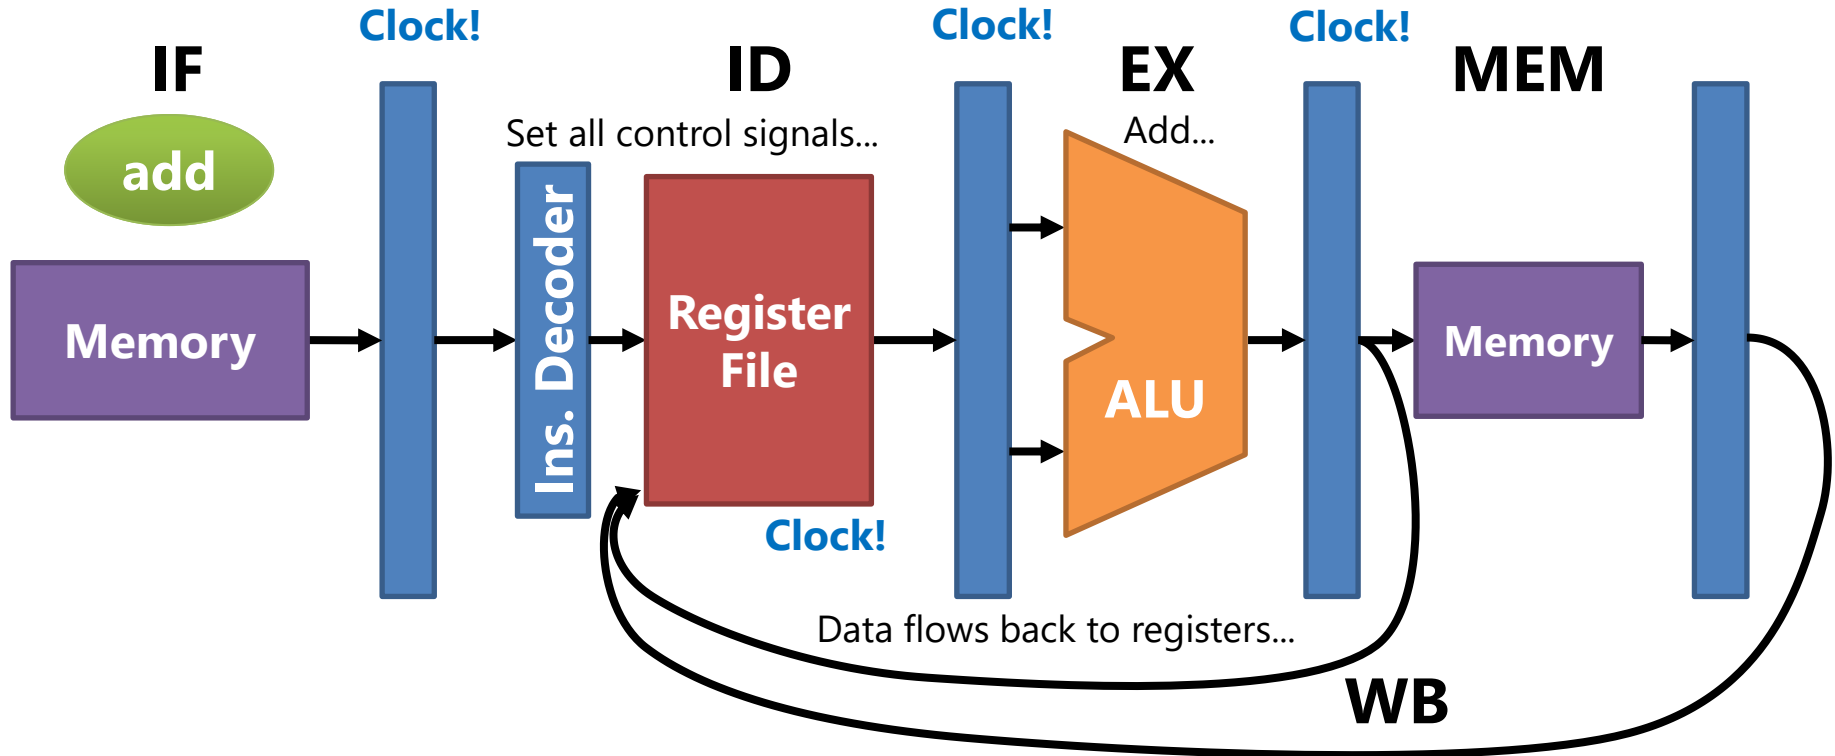 Clock!
Clock!
Clock!
IF
ID
EX
MEM
Set all control signals...
Add...
add
Ins. Decoder
Register
File
Memory
ALU
Memory
Clock!
Data flows back to registers...
WB